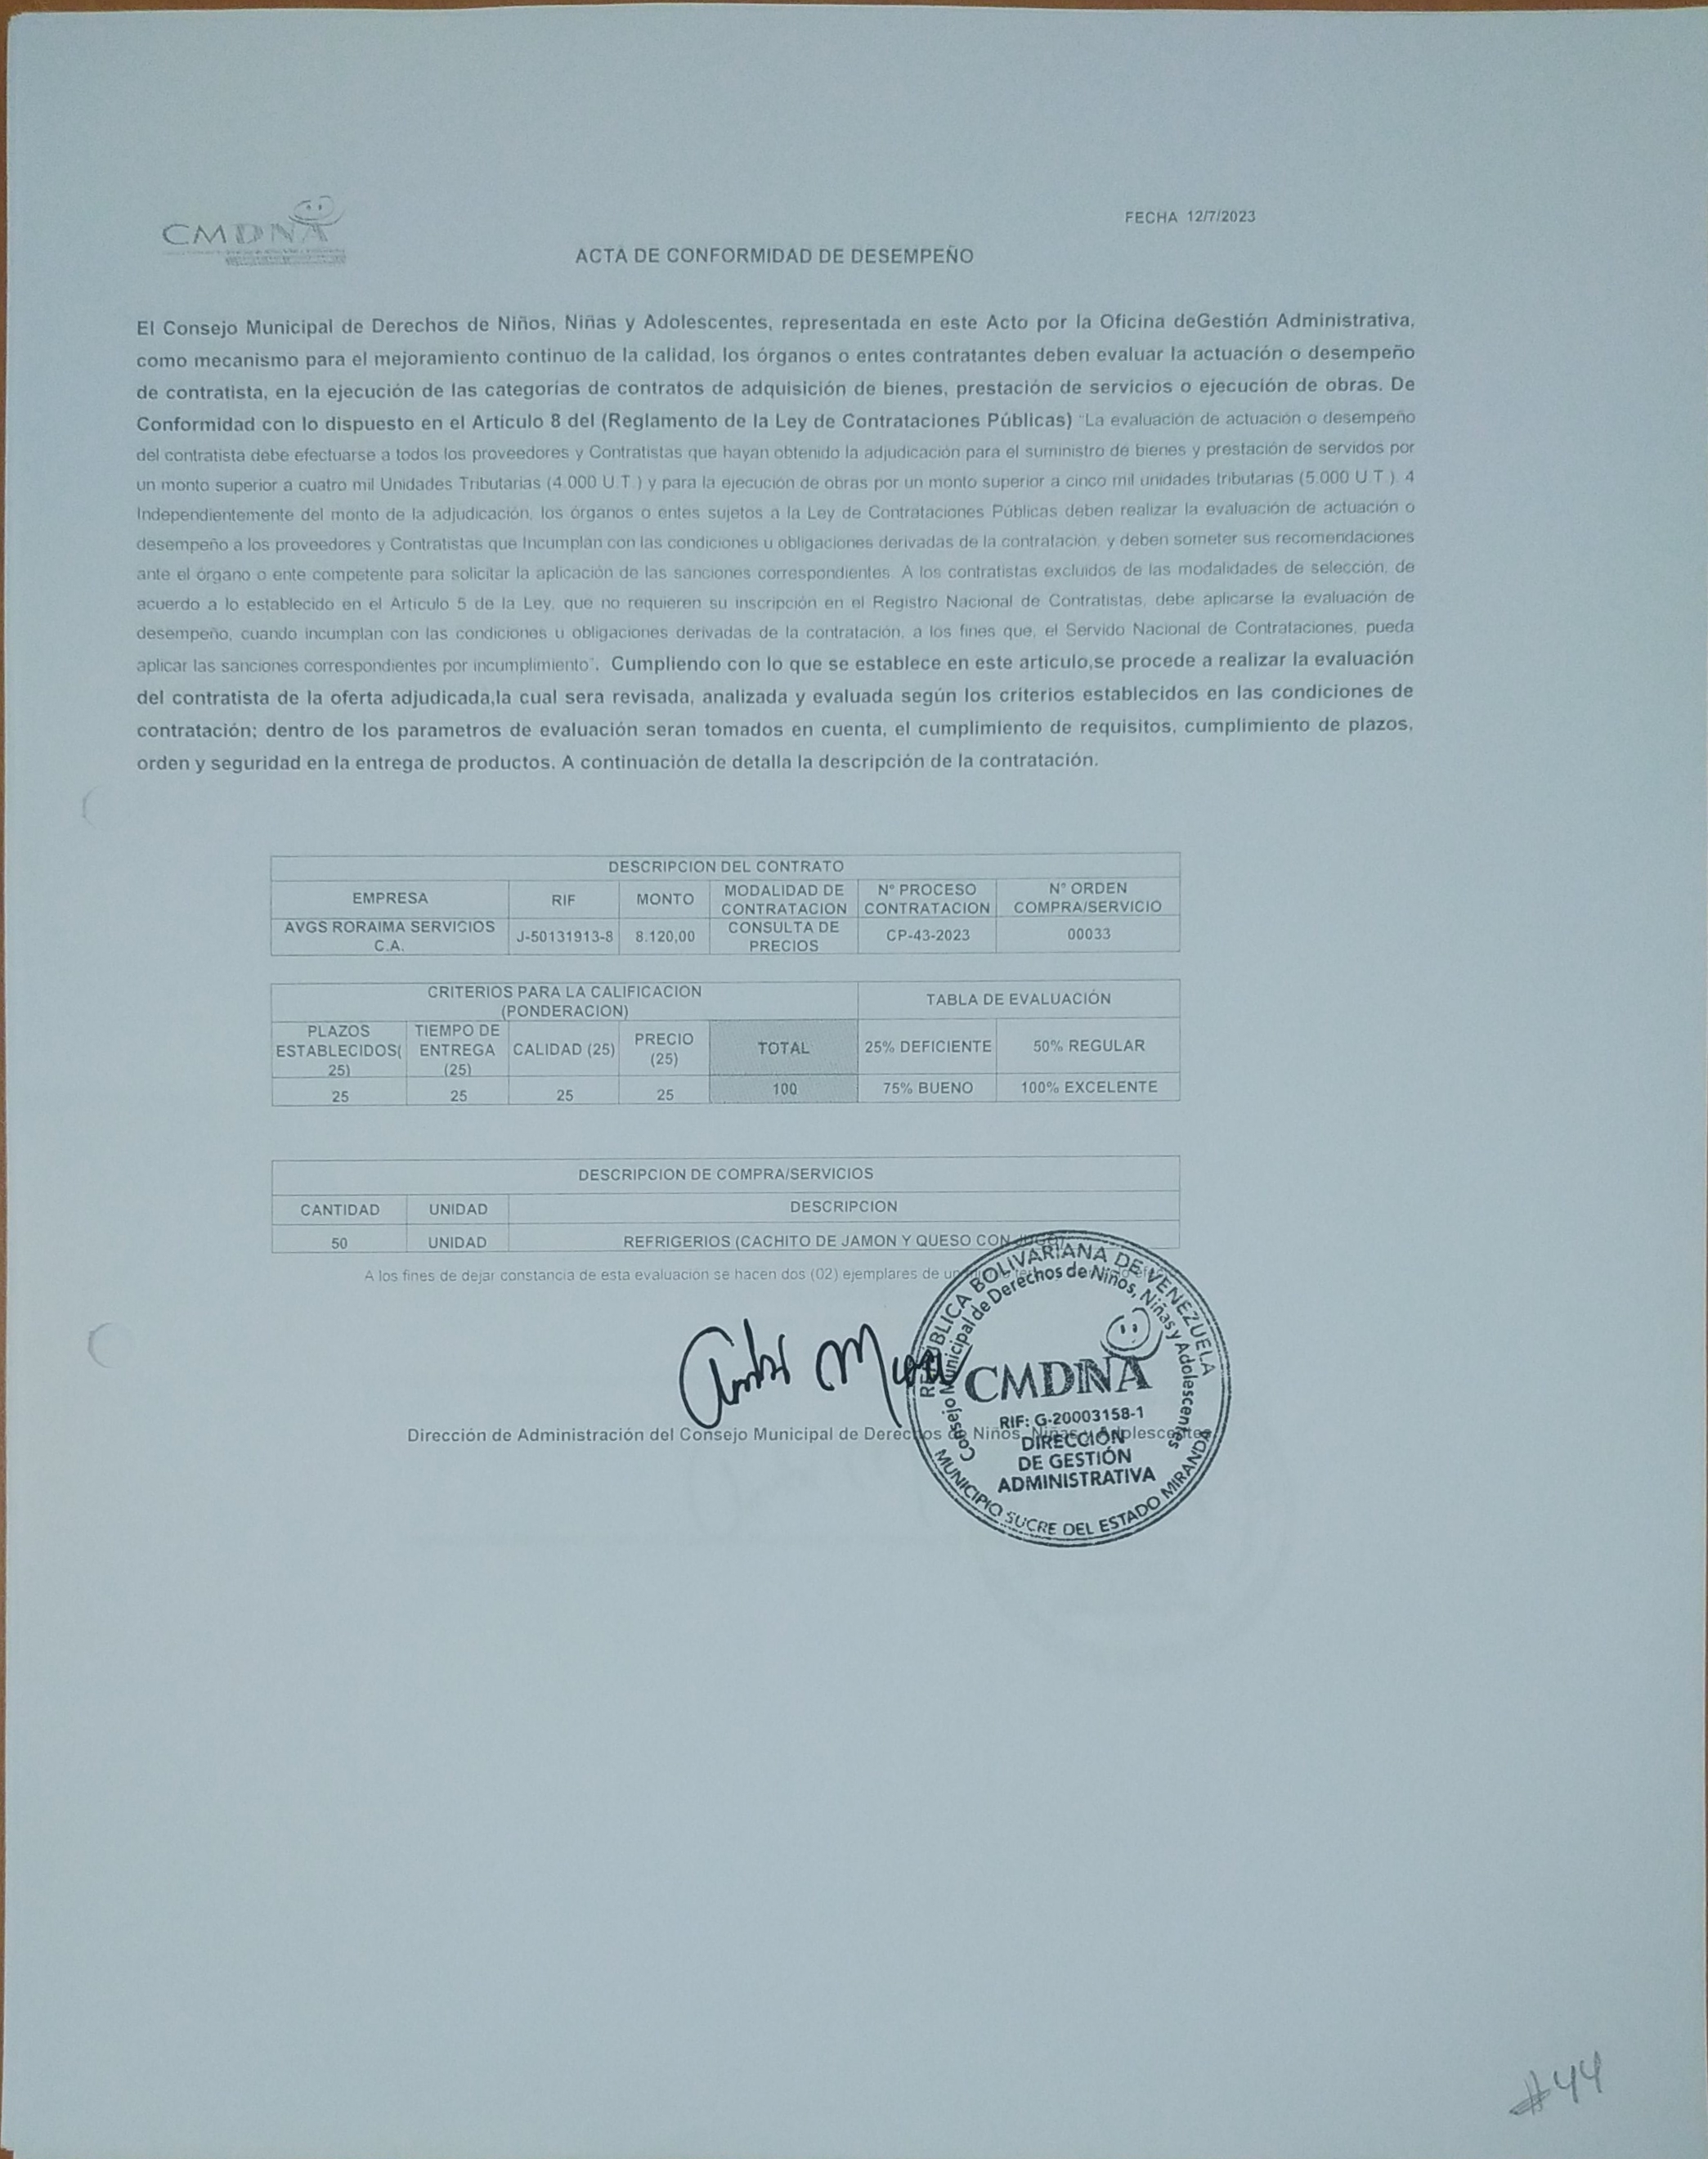 CMDNA
FECHA 12/7/2023
ACTA DE CONFORMIDAD DE DESEMPEÑO
El Consejo Municipal de Derechos de Niños, Niñas y Adolescentes, representada en este Acto por la Oficina deGestión Administrativa,
como mecanismo para el mejoramiento continuo de la calidad, los órganos o entes contratantes deben evaluar la actuación o desempeño
de contratista, en la ejecución de las categorías de contratos de adquisición de bienes, prestación de servicios o ejecución de obras. De
Conformidad con lo dispuesto en el Articulo 8 del (Reglamento de la Ley de Contrataciones Públicas) "La evaluación de actuación o desempeño
del contratista debe efectuarse a todos los proveedores y Contratistas que hayan obtenido la adjudicación para el suministro de bienes y prestación de servidos por
un monto superior a cuatro mil Unidades Tributarias (4.000 U.T.) y para la ejecución de obras por un monto superior a cinco mil unidades tributarias (5.000 U.T.). 4
Independientemente del monto de la adjudicación, los órganos o entes sujetos a la Ley de Contrataciones Públicas deben realizar la evaluación de actuación o
desempeño a los proveedores y Contratistas que Incumplan con las condiciones u obligaciones derivadas de la contratación, y deben someter sus recomendaciones
ante el órgano o ente competente para solicitar la aplicación de las sanciones correspondientes. A los contratistas excluidos de las modalidades de selección, de
acuerdo a lo establecido en el Articulo 5 de la Ley, que no requieren su inscripción en el Registro Nacional de Contratistas, debe aplicarse la evaluación de
desempeño, cuando incumplan con las condiciones u obligaciones derivadas de la contratación, a los fines que, el Servido Nacional de Contrataciones, pueda
aplicar las sanciones correspondientes por incumplimiento". Cumpliendo con lo que se establece en este articulo,se procede a realizar la evaluación
del contratista de la oferta adjudicada,la cual sera revisada, analizada y evaluada según los criterios establecidos en las condiciones de
contratación; dentro de los parametros de evaluación seran tomados en cuenta, el cumplimiento de requisitos, cumplimiento de plazos,
orden y seguridad en la entrega de productos. A continuación de detalla la descripción de la contratación.
DESCRIPCION DEL CONTRATO
EMPRESA RIF MONTO MODALIDAD DE CONTRATACION N° PROCESO CONTRATACION N° ORDEN COMPRA/SERVICIO
AVGS RORAIMA SERVICIOS C.A. J-50131913-8 8.120,00 CONSULTA DE PRECIOS CP-43-2023 00033
CRITERIOS PARA LA CALIFICACION (PONDERACION) TABLA DE EVALUACIÓN
PLAZOS ESTABLECIDOS( 25) TIEMPO DE ENTREGA (25) CALIDAD (25) PRECIO (25) TOTAL 25% DEFICIENTE 50% REGULAR
25 25 25 25 100 75% BUENO 100% EXCELENTE
DESCRIPCION DE COMPRA/SERVICIOS
CANTIDAD UNIDAD DESCRIPCION
50 UNIDAD REFRIGERIOS (CACHITO DE JAMON Y QUESO CON JUGO)
A los fines de dejar constancia de esta evaluación se hacen dos (02) ejemplares de un
Dirección de Administración del Consejo Municipal de Derechos de Niños, Niñas y Adolescentes
REPÚBLICA BOLIVARIANA DE VENEZUELA
Consejo Municipal de Derechos de Niños, Niñas y Adolescentes
CMDNA
RIF: G-20003158-1
DIRECCIÓN
DE GESTIÓN
ADMINISTRATIVA
MUNICIPIO SUCRE DEL ESTADO MIRANDA
#44